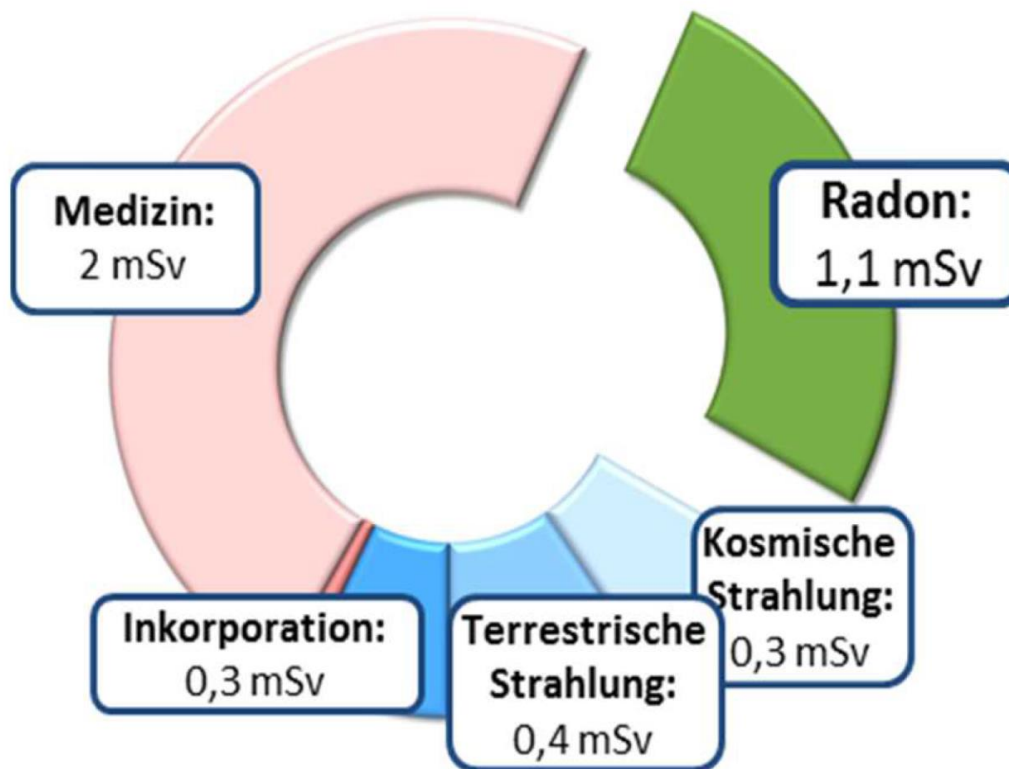 Medizin:
2 mSv
Radon:
1,1 mSv
Kosmische
Strahlung:
0,3 mSv
Inkorporation:
0,3 mSv
Terrestrische
Strahlung:
0,4 mSv